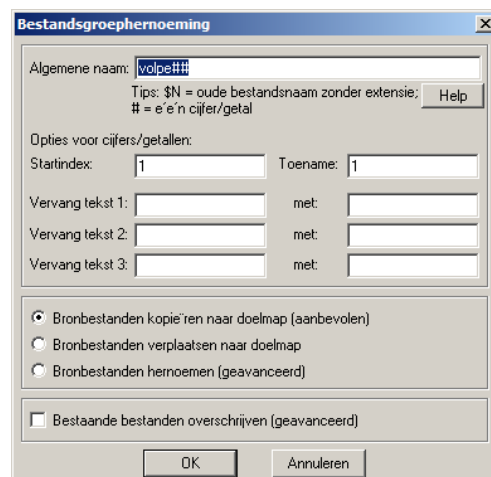 Bestandsgroephernoeming
Algemene naam: volpe##
Tips: $N = oude bestandsnaam zonder extensie;
# = e´e´n cijfer/getal
Help
Opties voor cijfers/getallen:
Startindex: 1 Toename: 1
Vervang tekst 1: met:
Vervang tekst 2: met:
Vervang tekst 3: met:
Bronbestanden kopie¨ren naar doelmap (aanbevolen)
Bronbestanden verplaatsen naar doelmap
Bronbestanden hernoemen (geavanceerd)
Bestaande bestanden overschrijven (geavanceerd)
OK Annuleren